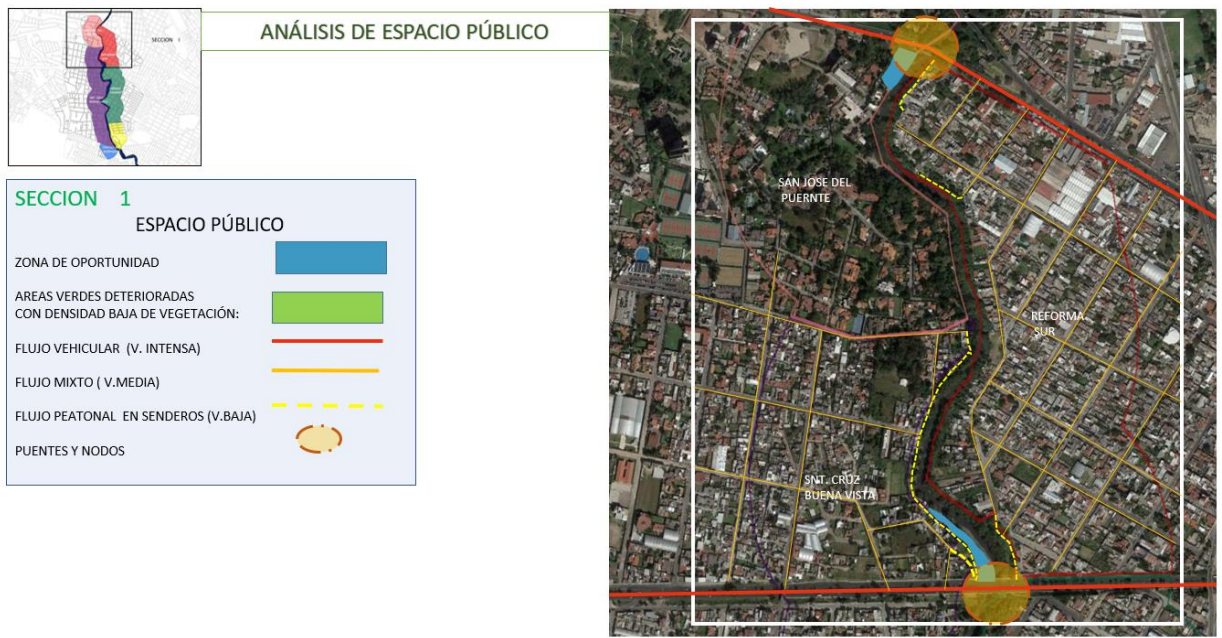 SECCION I
ANÁLISIS DE ESPACIO PÚBLICO
SECCION 1
ESPACIO PÚBLICO
ZONA DE OPORTUNIDAD
AREAS VERDES DETERIORADAS
CON DENSIDAD BAJA DE VEGETACIÓN:
FLUJO VEHICULAR (V. INTENSA)
FLUJO MIXTO ( V.MEDIA)
FLUJO PEATONAL EN SENDEROS (V.BAJA)
PUENTES Y NODOS
SAN JOSE DEL
PUERNTE
REFORMA
SUR
SNT. CRUZ
BUENA VISTA